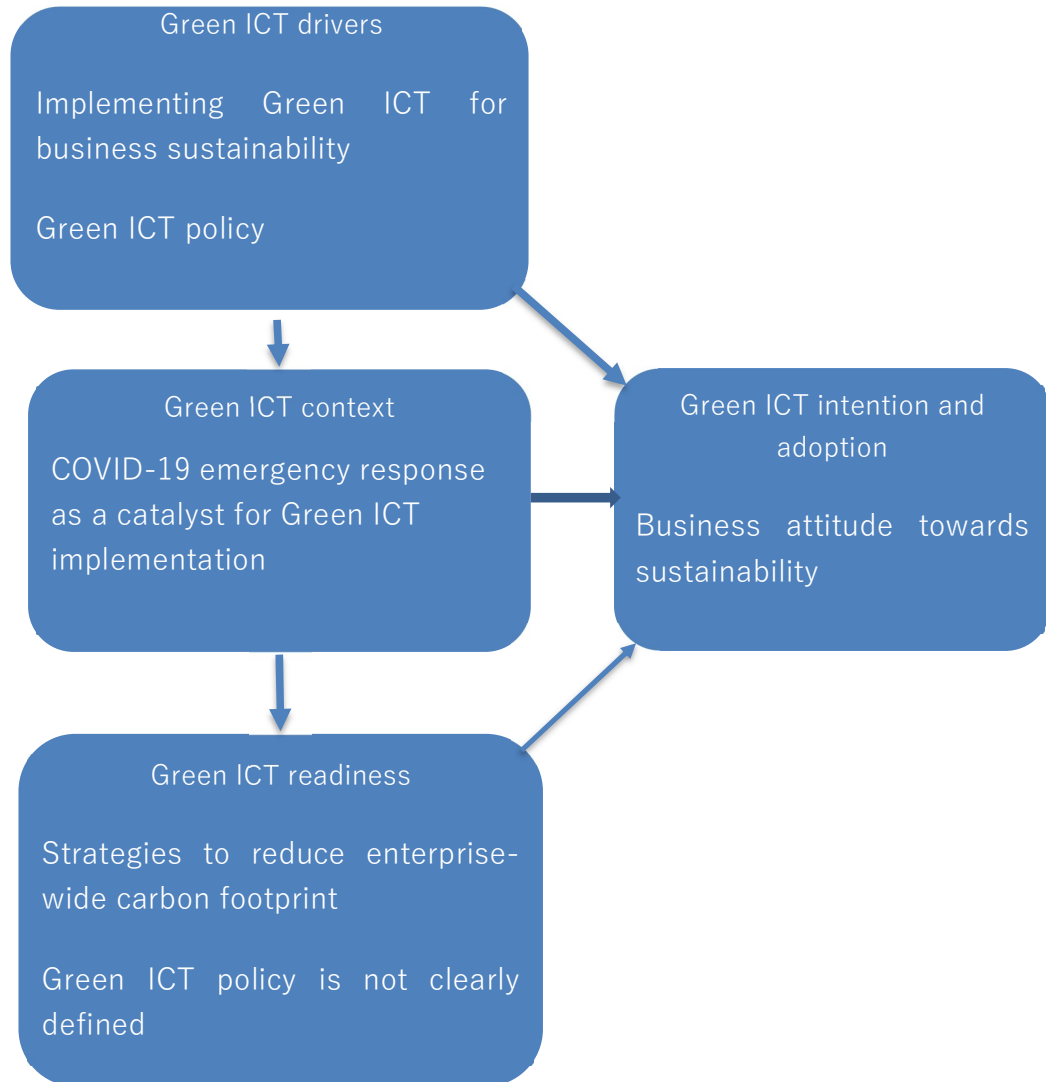 Green ICT drivers
Implementing Green ICT for
business sustainability
Green ICT policy
Green ICT context
COVID-19 emergency response
as a catalyst for Green ICT
implementation
Green ICT intention and
adoption
Business attitude towards
sustainability
Green ICT readiness
Strategies to reduce enterprise-
wide carbon footprint
Green ICT policy is not clearly
defined